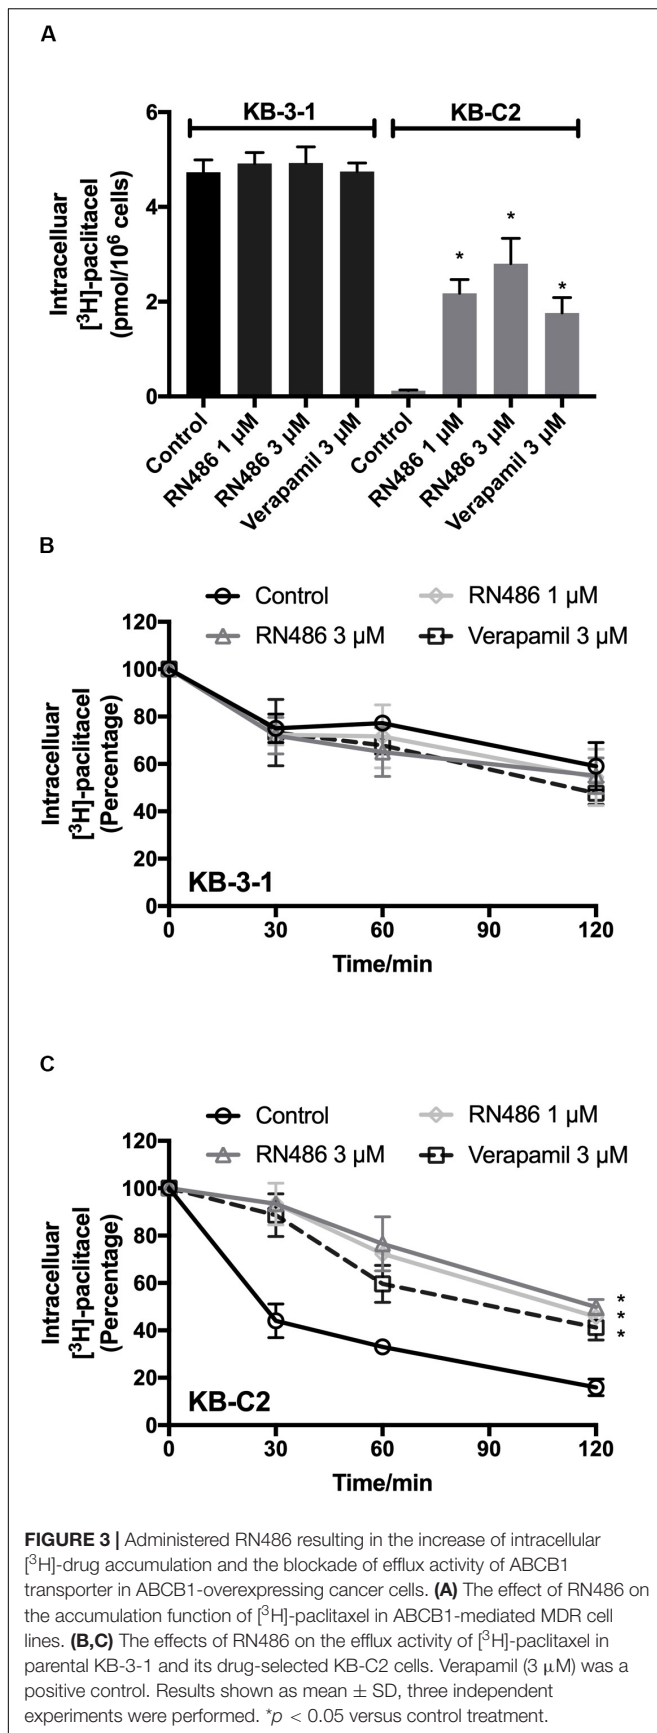 A
KB-3-1
KB-C2
Intracelluar
[³H]-paclitacel
(pmol/10⁶ cells)
6
4
2
0
*
*
*
Control
RN486 1 µM
RN486 3 µM
Verapamil 3 µM
Control
RN486 1 µM
RN486 3 µM
Verapamil 3 µM
B
Control
RN486 1 µM
RN486 3 µM
Verapamil 3 µM
Intracelluar
[³H]-paclitacel
(Percentage)
120
100
80
60
40
20
0
KB-3-1
0 30 60 90 120
Time/min
C
Control
RN486 1 µM
RN486 3 µM
Verapamil 3 µM
Intracelluar
[³H]-paclitacel
(Percentage)
120
100
80
60
40
20
0
*
*
*
KB-C2
0 30 60 90 120
Time/min
FIGURE 3 | Administered RN486 resulting in the increase of intracellular
[³H]-drug accumulation and the blockade of efflux activity of ABCB1
transporter in ABCB1-overexpressing cancer cells. (A) The effect of RN486 on
the accumulation function of [³H]-paclitaxel in ABCB1-mediated MDR cell
lines. (B,C) The effects of RN486 on the efflux activity of [³H]-paclitaxel in
parental KB-3-1 and its drug-selected KB-C2 cells. Verapamil (3 µM) was a
positive control. Results shown as mean ± SD, three independent
experiments were performed. *p < 0.05 versus control treatment.